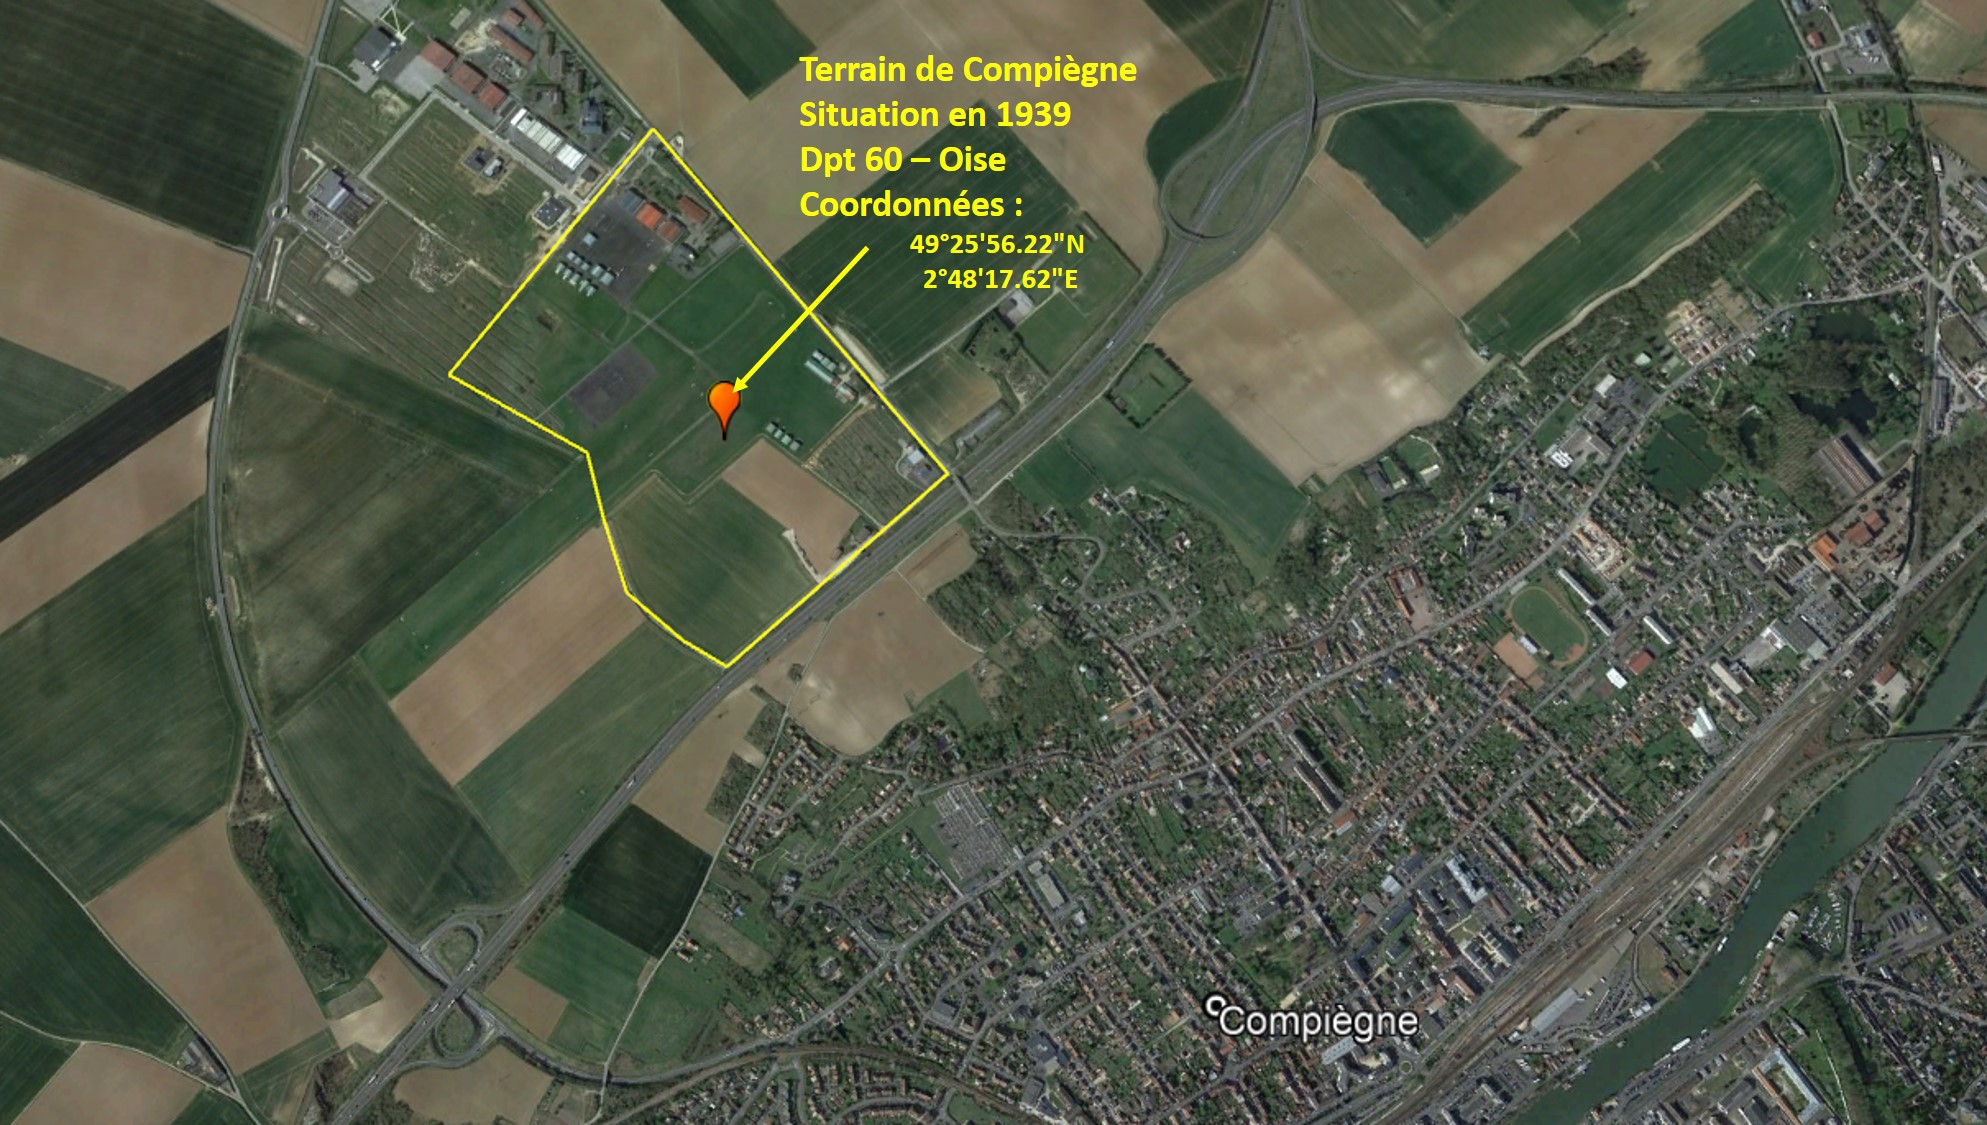 Terrain de Compiègne
Situation en 1939
Dpt 60 – Oise
Coordonnées :
49°25'56.22"N
2°48'17.62"E
Compiègne